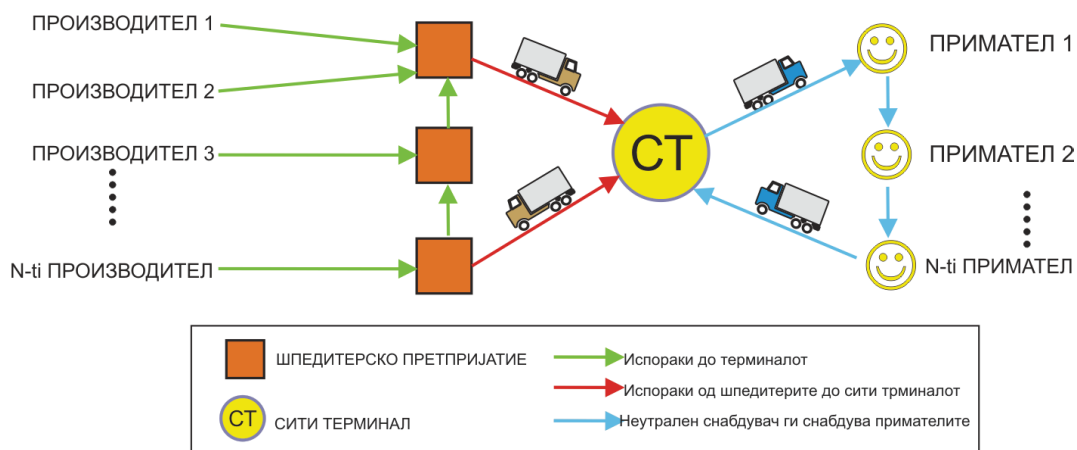 ПРОИЗВОДИТЕЛ 1
ПРОИЗВОДИТЕЛ 2
ПРОИЗВОДИТЕЛ 3
N-ti ПРОИЗВОДИТЕЛ
СТ
ПРИМАТЕЛ 1
ПРИМАТЕЛ 2
N-ti ПРИМАТЕЛ
ШПЕДИТЕРСКО ПРЕТПРИЈАТИЕ
СТ
СИТИ ТЕРМИНАЛ
Испораки до терминалот
Испораки од шпедитерите до сити трминалот
Неутрален снабдувач ги снабдува примателите